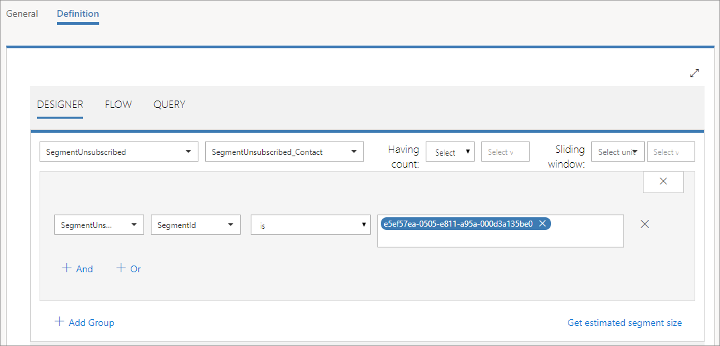 General Definition
DESIGNER FLOW QUERY
SegmentUnsubscribed SegmentUnsubscribed_Contact Having count: Select Select v Sliding window: Select unit Select v
SegmentUns... SegmentId is e5ef57ea-0505-e811-a95a-000d3a135be0
And Or
Add Group Get estimated segment size